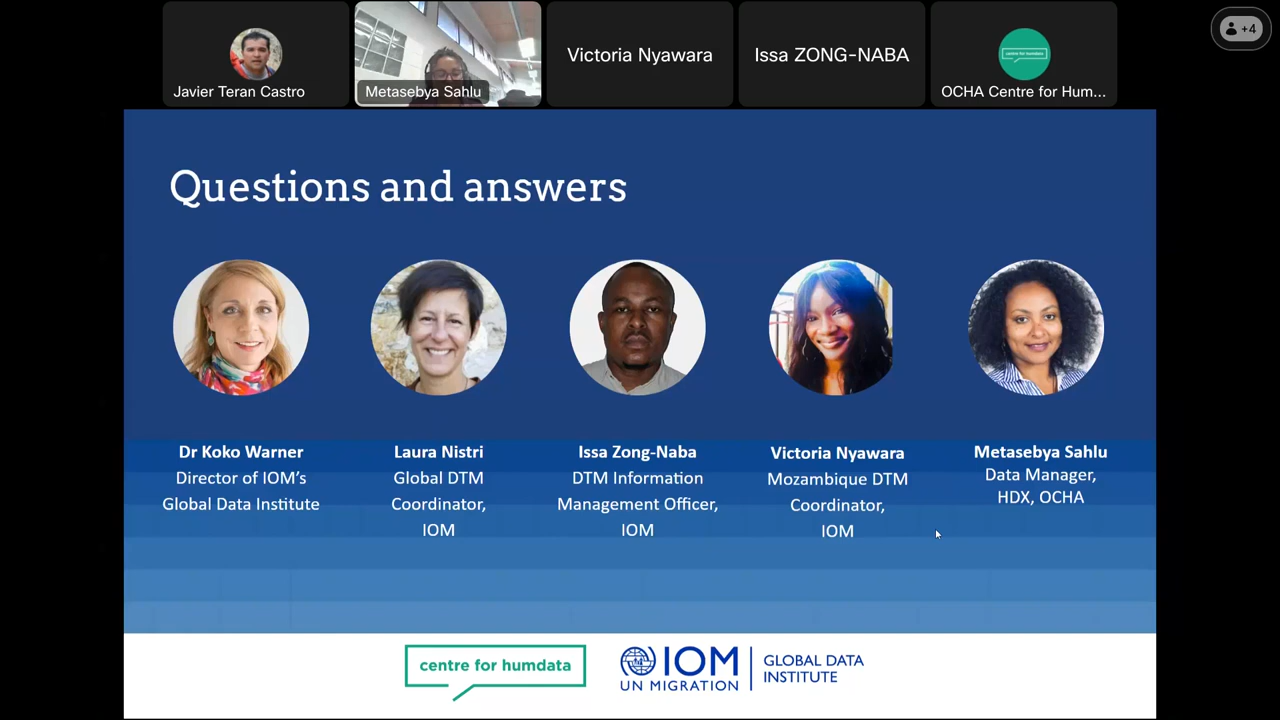 +4
Javier Teran Castro
Metasebya Sahlu
Victoria Nyawara
Issa ZONG-NABA
centre for humdata
OCHA Centre for Hum...
Questions and answers
Dr Koko Warner
Director of IOM's
Global Data Institute
Laura Nistri
Global DTM
Coordinator,
IOM
Issa Zong-Naba
DTM Information
Management Officer,
IOM
Victoria Nyawara
Mozambique DTM
Coordinator,
IOM
Metasebya Sahlu
Data Manager,
HDX, OCHA
centre for humdata
IOM
UN MIGRATION
GLOBAL DATA
INSTITUTE